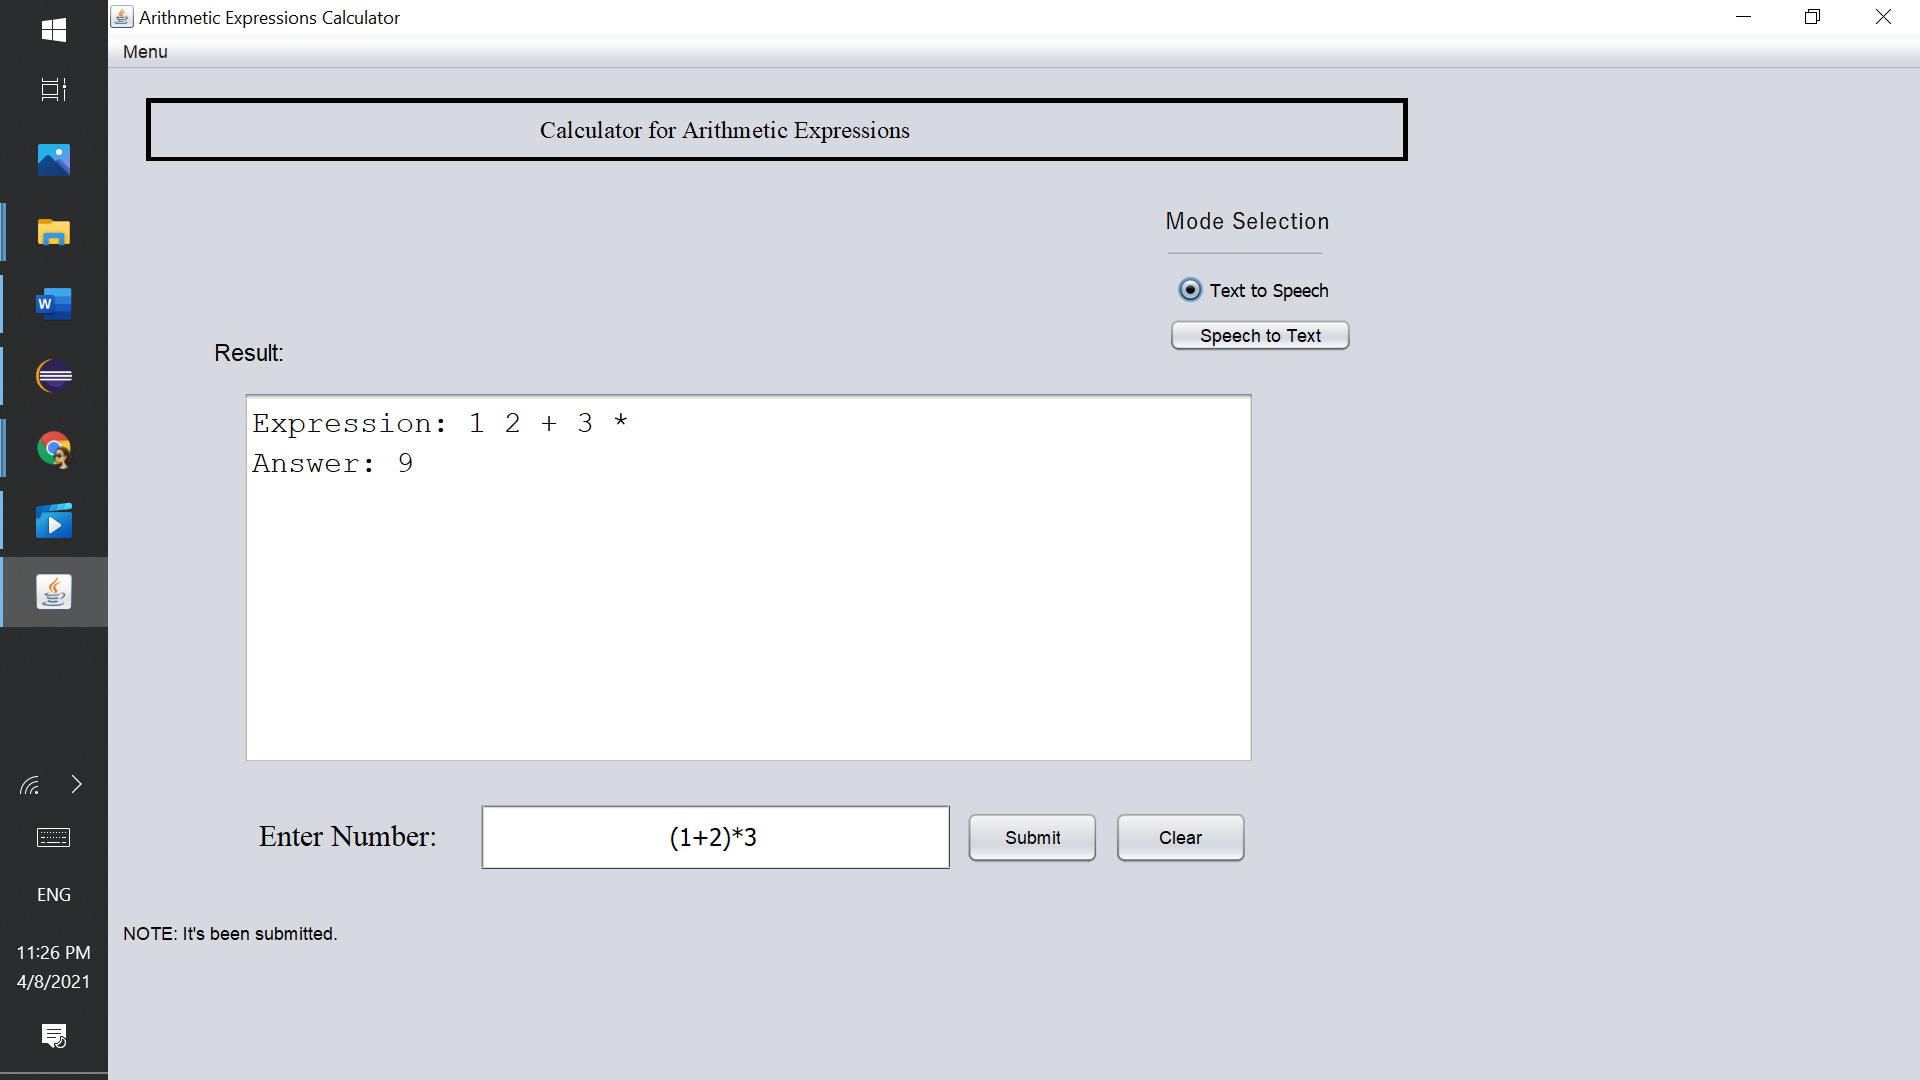 Arithmetic Expressions Calculator
Menu
Calculator for Arithmetic Expressions
Mode Selection
Text to Speech
Speech to Text
Result:
Expression: 1 2 + 3 *
Answer: 9
Enter Number:
(1+2)*3
Submit
Clear
NOTE: It's been submitted.
W
ENG
11:26 PM
4/8/2021